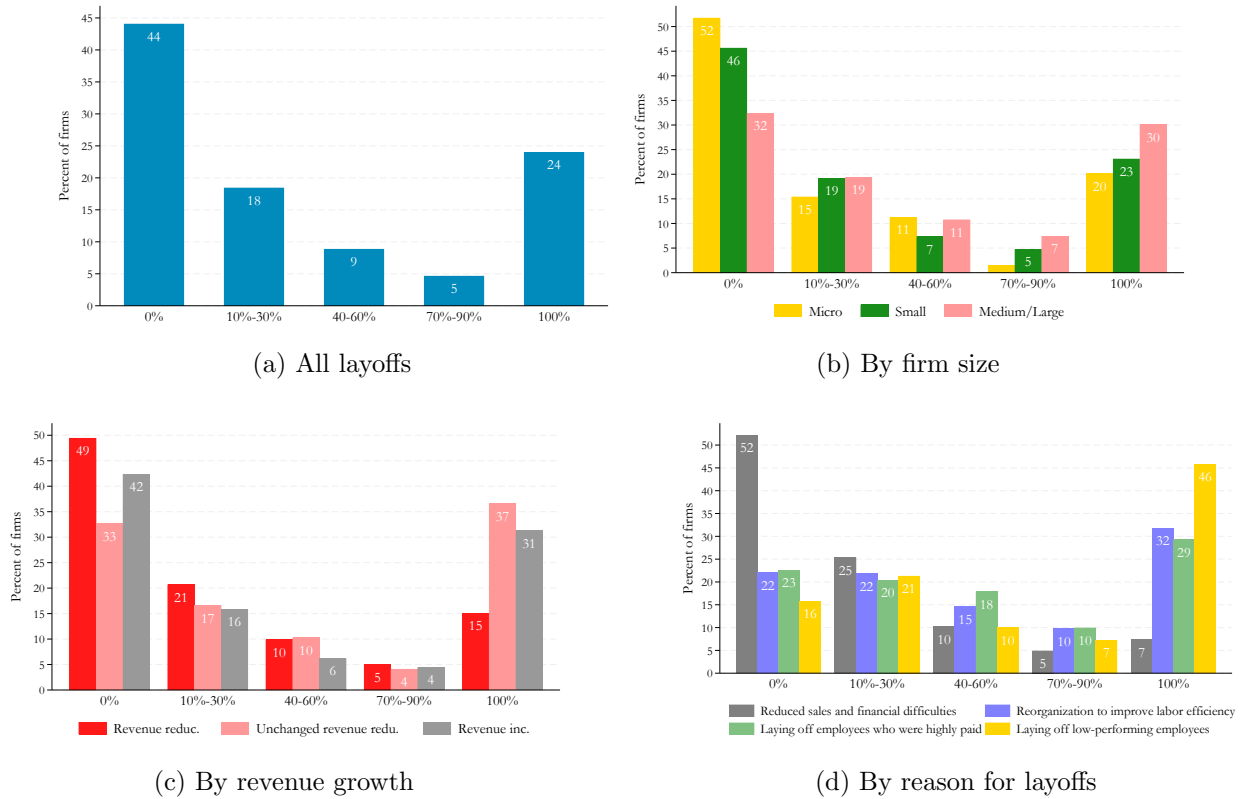 Percent of firms
45
40
35
30
25
20
15
10
5
0
44
18
9
5
24
0% 10%-30% 40-60% 70%-90% 100%
(a) All layoffs
Percent of firms
50
45
40
35
30
25
20
15
10
5
0
52 46 32
15 19 19
11 7 11
5 7
20 23 30
0% 10%-30% 40-60% 70%-90% 100%
Micro Small Medium/Large
(b) By firm size
Percent of firms
50
45
40
35
30
25
20
15
10
5
0
49 33 42
21 17 16
10 10 6
5 4 4
15 37 31
0% 10%-30% 40-60% 70%-90% 100%
Revenue reduc. Unchanged revenue redu. Revenue inc.
(c) By revenue growth
Percent of firms
50
45
40
35
30
25
20
15
10
5
0
52 22 23 16
25 22 20 21
10 15 18 10
5 10 10 7
7 32 29 46
0% 10%-30% 40-60% 70%-90% 100%
Reduced sales and financial difficulties Reorganization to improve labor efficiency
Laying off employees who were highly paid Laying off low-performing employees
(d) By reason for layoffs